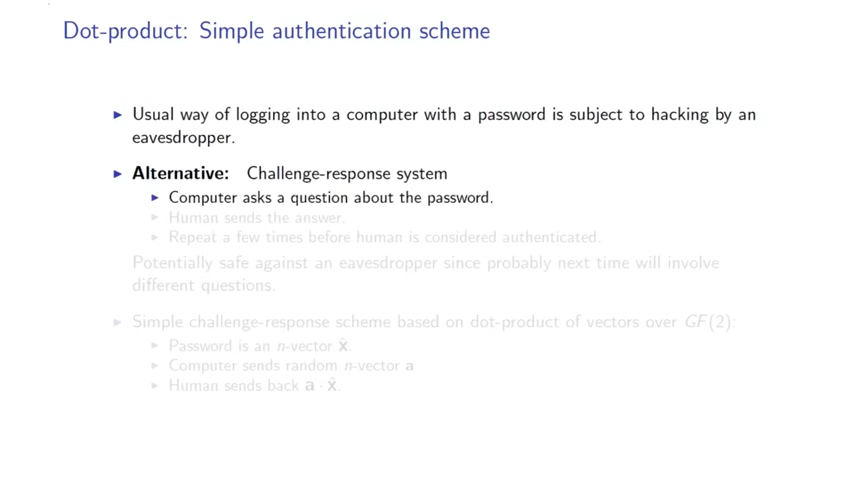 Dot-product: Simple authentication scheme
▶ Usual way of logging into a computer with a password is subject to hacking by an
eavesdropper.
▶ Alternative: Challenge-response system
▶ Computer asks a question about the password.
▶ Human sends the answer.
▶ Repeat a few times before human is considered authenticated.
Potentially safe against an eavesdropper since probably next time will involve
different questions.
▶ Simple challenge-response scheme based on dot-product of vectors over GF(2):
▶ Password is an n-vector x̂.
▶ Computer sends random n-vector a
▶ Human sends back a · x̂.